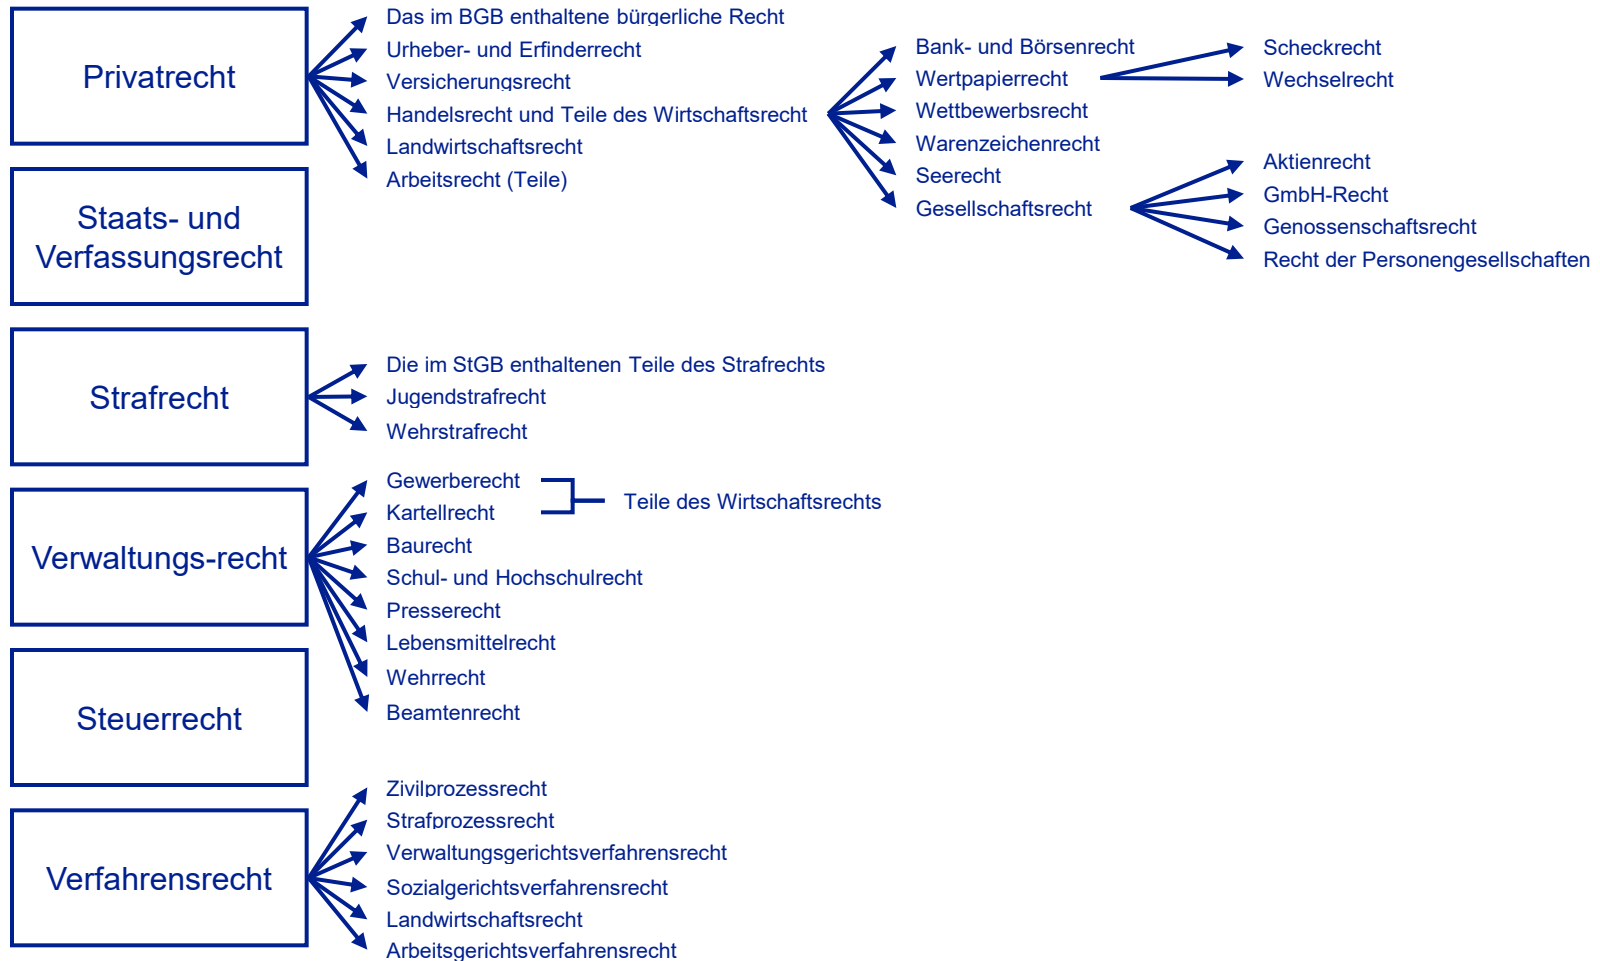 Privatrecht
Das im BGB enthaltene bürgerliche Recht
Urheber- und Erfinderrecht
Versicherungsrecht
Handelsrecht und Teile des Wirtschaftsrecht
Landwirtschaftsrecht
Arbeitsrecht (Teile)
Bank- und Börsenrecht
Wertpapierrecht
Wettbewerbsrecht
Warenzeichenrecht
Seerecht
Gesellschaftsrecht
Scheckrecht
Wechselrecht
Aktienrecht
GmbH-Recht
Genossenschaftsrecht
Recht der Personengesellschaften
Staats- und
Verfassungsrecht
Strafrecht
Die im StGB enthaltenen Teile des Strafrechts
Jugendstrafrecht
Wehrstrafrecht
Verwaltungs-recht
Gewerberecht
Kartellrecht
Teile des Wirtschaftsrechts
Baurecht
Schul- und Hochschulrecht
Presserecht
Lebensmittelrecht
Wehrrecht
Beamtenrecht
Steuerrecht
Verfahrensrecht
Zivilprozessrecht
Strafprozessrecht
Verwaltungsgerichtsverfahrensrecht
Sozialgerichtsverfahrensrecht
Landwirtschaftsrecht
Arbeitsgerichtsverfahrensrecht